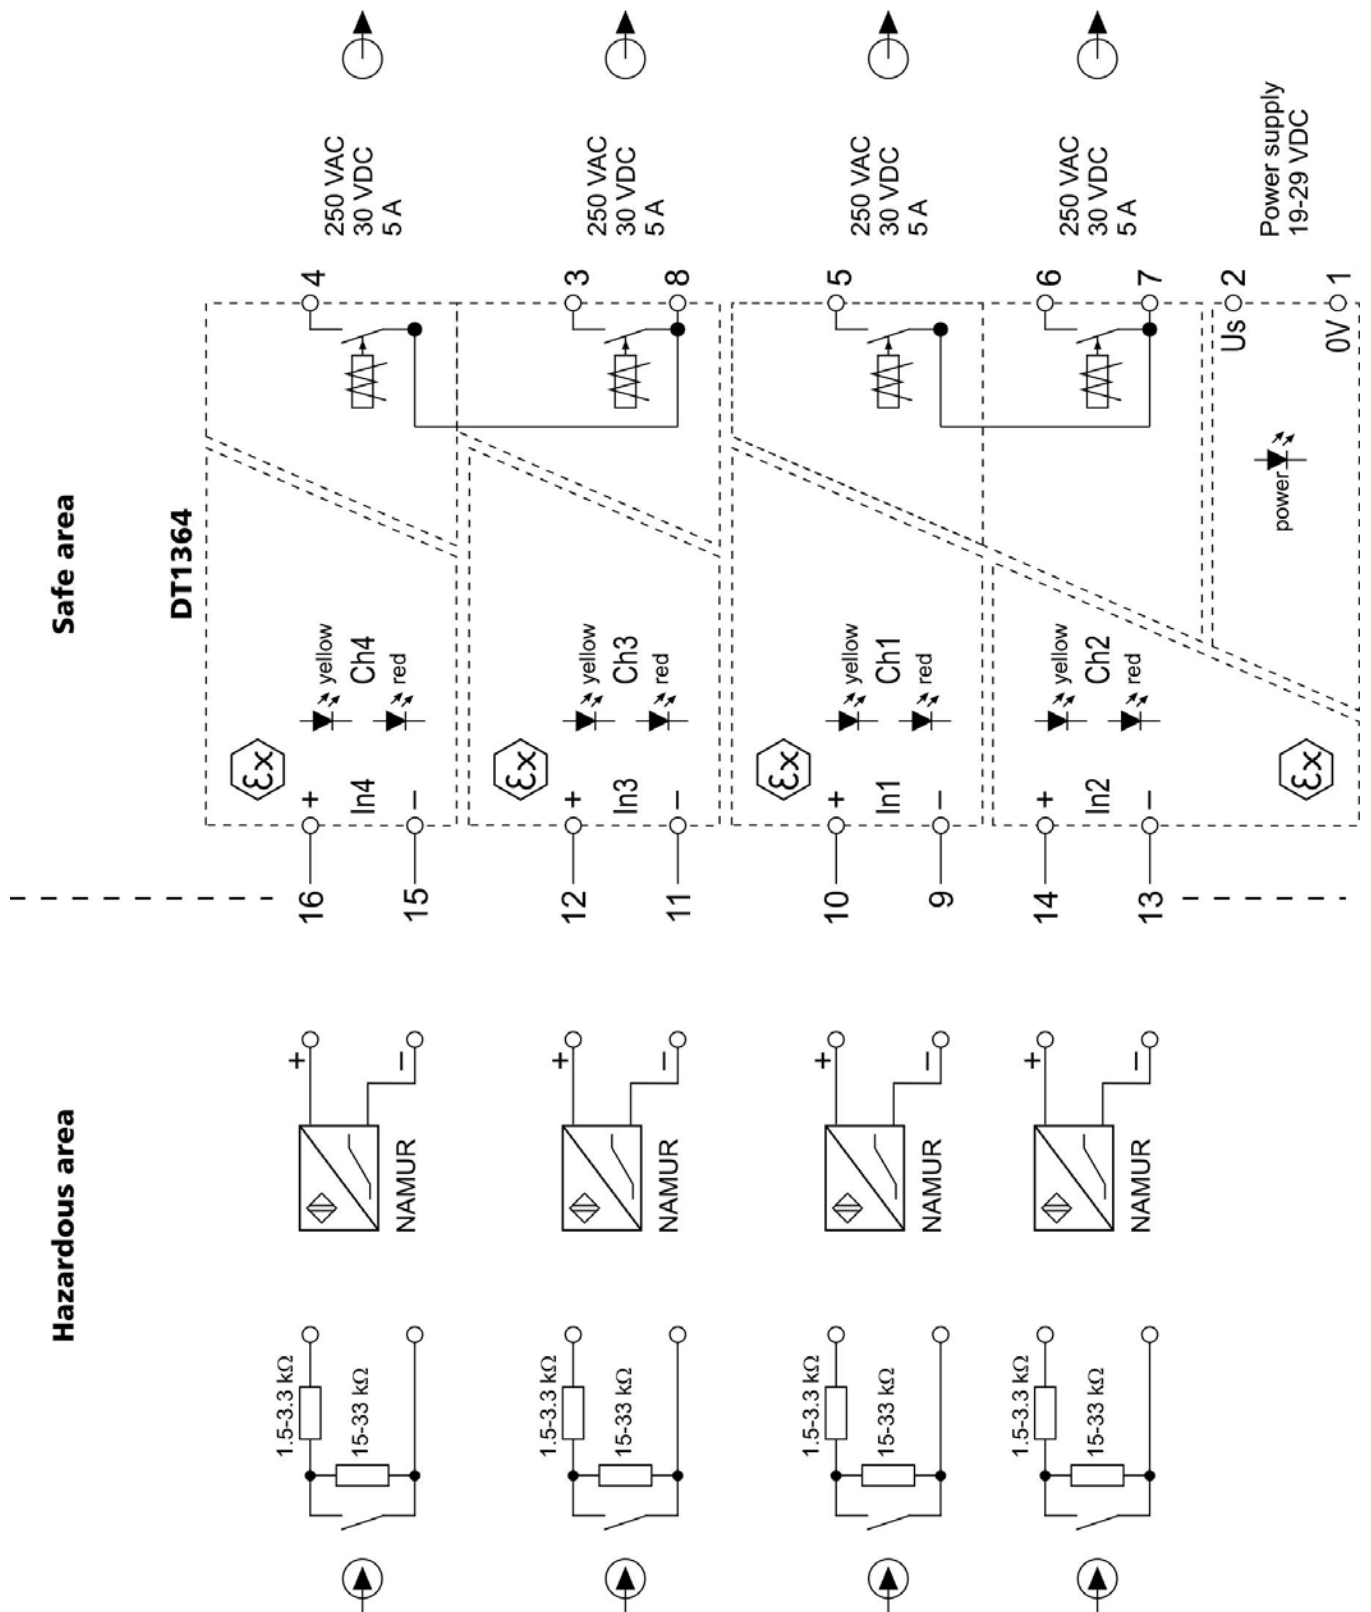 Safe area
Hazardous area
DT1364
250 VAC
30 VDC
5 A
4
yellow
Ch4
red
Ex
+
In4
–
16
15
+
–
NAMUR
1.5-3.3 kΩ
15-33 kΩ
250 VAC
30 VDC
5 A
3
8
yellow
Ch3
red
Ex
+
In3
–
12
11
+
–
NAMUR
1.5-3.3 kΩ
15-33 kΩ
250 VAC
30 VDC
5 A
5
yellow
Ch1
red
Ex
+
In1
–
10
9
+
–
NAMUR
1.5-3.3 kΩ
15-33 kΩ
250 VAC
30 VDC
5 A
6
7
yellow
Ch2
red
+
In2
–
14
13
+
–
NAMUR
1.5-3.3 kΩ
15-33 kΩ
Power supply
19-29 VDC
Us
2
0V
1
power
Ex